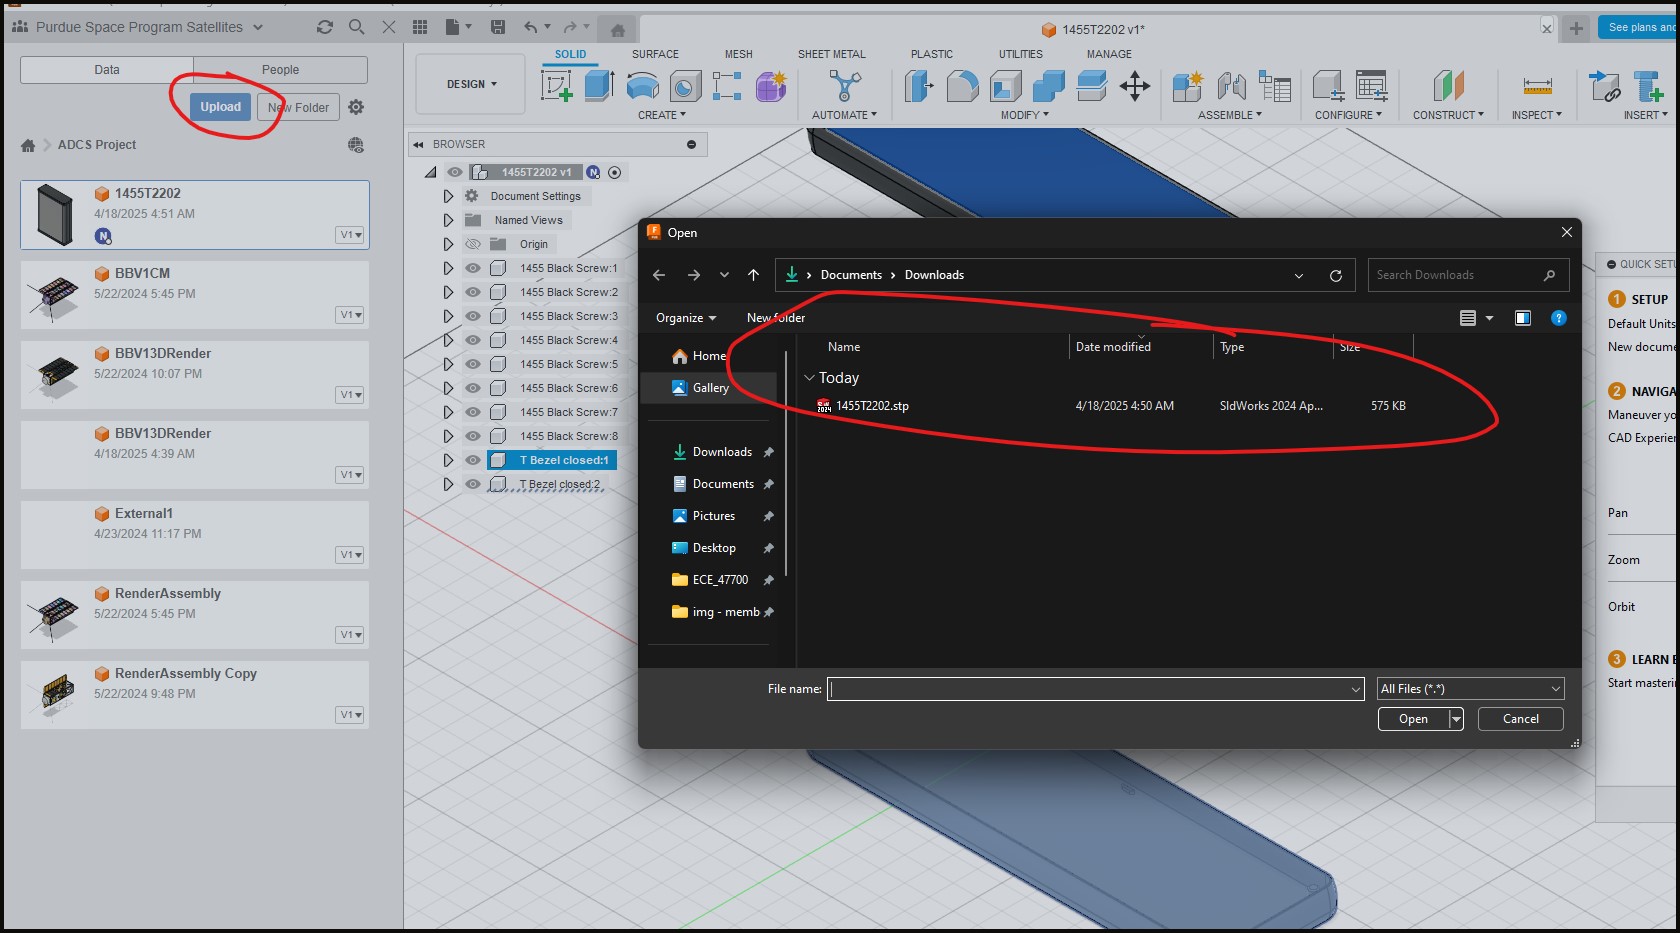 Purdue Space Program Satellites
1455T2202 v1*
See plans and
Data
People
Upload
New Folder
ADCS Project
1455T2202
4/18/2025 4:51 AM
N
V1
BBV1CM
5/22/2024 5:45 PM
V1
BBV13DRender
5/22/2024 10:07 PM
V1
BBV13DRender
4/18/2025 4:39 AM
V1
External1
4/23/2024 11:17 PM
V1
RenderAssembly
5/22/2024 5:45 PM
V1
RenderAssembly Copy
5/22/2024 9:48 PM
V1
DESIGN
SOLID
SURFACE
MESH
SHEET METAL
PLASTIC
UTILITIES
MANAGE
CREATE
AUTOMATE
MODIFY
ASSEMBLE
CONFIGURE
CONSTRUCT
INSPECT
INSERT
BROWSER
1455T2202 v1
N
Document Settings
Named Views
Origin
1455 Black Screw:1
1455 Black Screw:2
1455 Black Screw:3
1455 Black Screw:4
1455 Black Screw:5
1455 Black Screw:6
1455 Black Screw:7
1455 Black Screw:8
T Bezel closed:1
T Bezel closed:2
Open
Documents
Downloads
Search Downloads
Organize
New folder
Home
Gallery
Downloads
Documents
Pictures
Desktop
ECE_47700
img - memb
Name
Date modified
Type
Size
Today
1455T2202.stp
4/18/2025 4:50 AM
SldWorks 2024 Ap...
575 KB
File name:
All Files (*.*)
Open
Cancel
QUICK SETU
1 SETUP
Default Units
New docume
2 NAVIGA
Maneuver yo
CAD Experien
Pan
Zoom
Orbit
3 LEARN
Start masterin